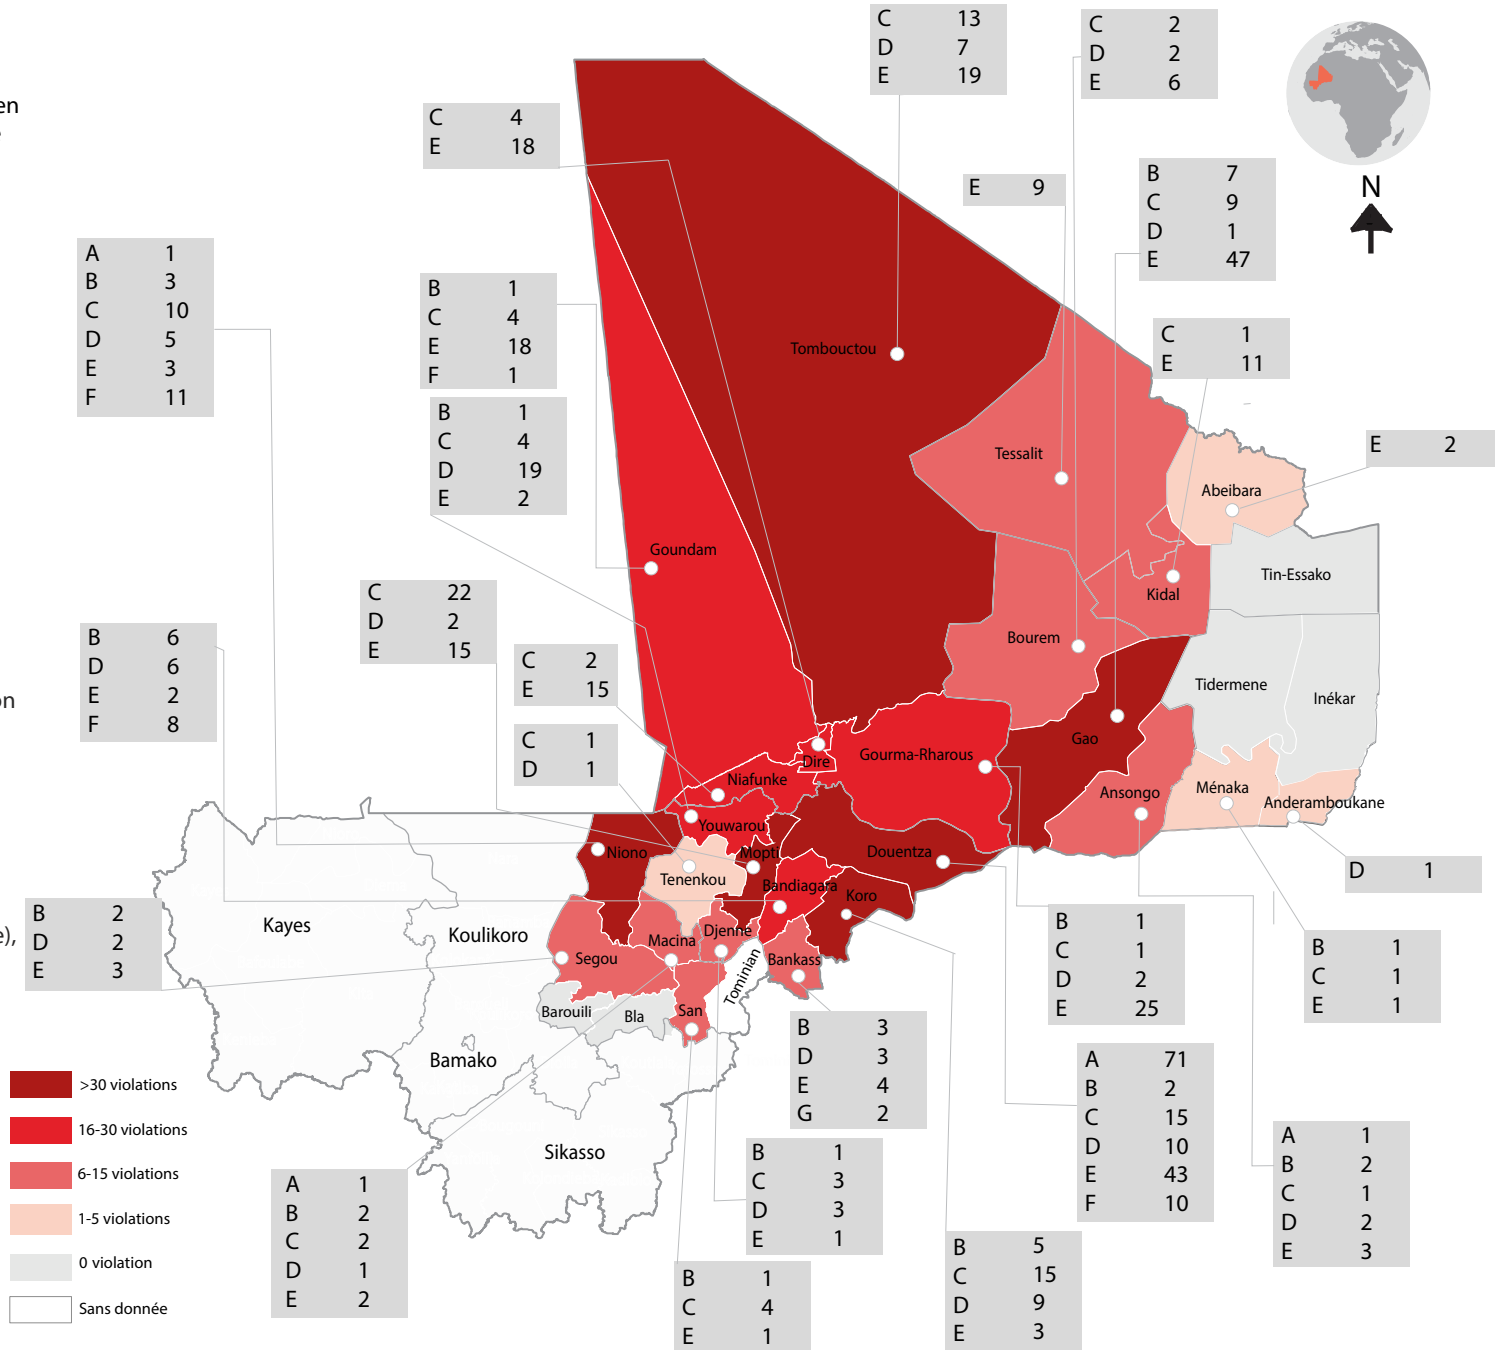 en
C 13
D 7
E 19
C 2
D 2
E 6
C 4
E 18
E 9
B 7
C 9
D 1
E 47
N
A 1
B 3
C 10
D 5
E 3
F 11
B 1
C 4
E 18
F 1
C 1
E 11
B 1
C 4
D 19
E 2
E 2
Tombouctou
Tessalit
Abeibara
Goundam
Tin-Essako
Kidal
C 22
D 2
E 15
B 6
D 6
E 2
F 8
C 2
E 15
C 1
D 1
on
Bourem
Tidermene
Inékar
Gao
Gourma-Rharous
Dire
Niafunke
Ansongo
Ménaka
Anderamboukane
Youwarou
Niono
Mopti
Douentza
Tenenkou
Bandiagara
Koro
D 1
B 2
D 2
E 3
e),
Kayes
Koulikoro
Macina
Djenne
Segou
Bankass
Tominian
Barouili
Bla
San
Bamako
Sikasso
B 1
C 1
D 2
E 25
B 1
C 1
E 1
B 3
D 3
E 4
G 2
A 71
B 2
C 15
D 10
E 43
F 10
A 1
B 2
C 1
D 2
E 3
>30 violations
16-30 violations
6-15 violations
1-5 violations
0 violation
Sans donnée
A 1
B 2
C 2
D 1
E 2
B 1
C 3
D 3
E 1
B 1
C 4
E 1
B 5
C 15
D 9
E 3